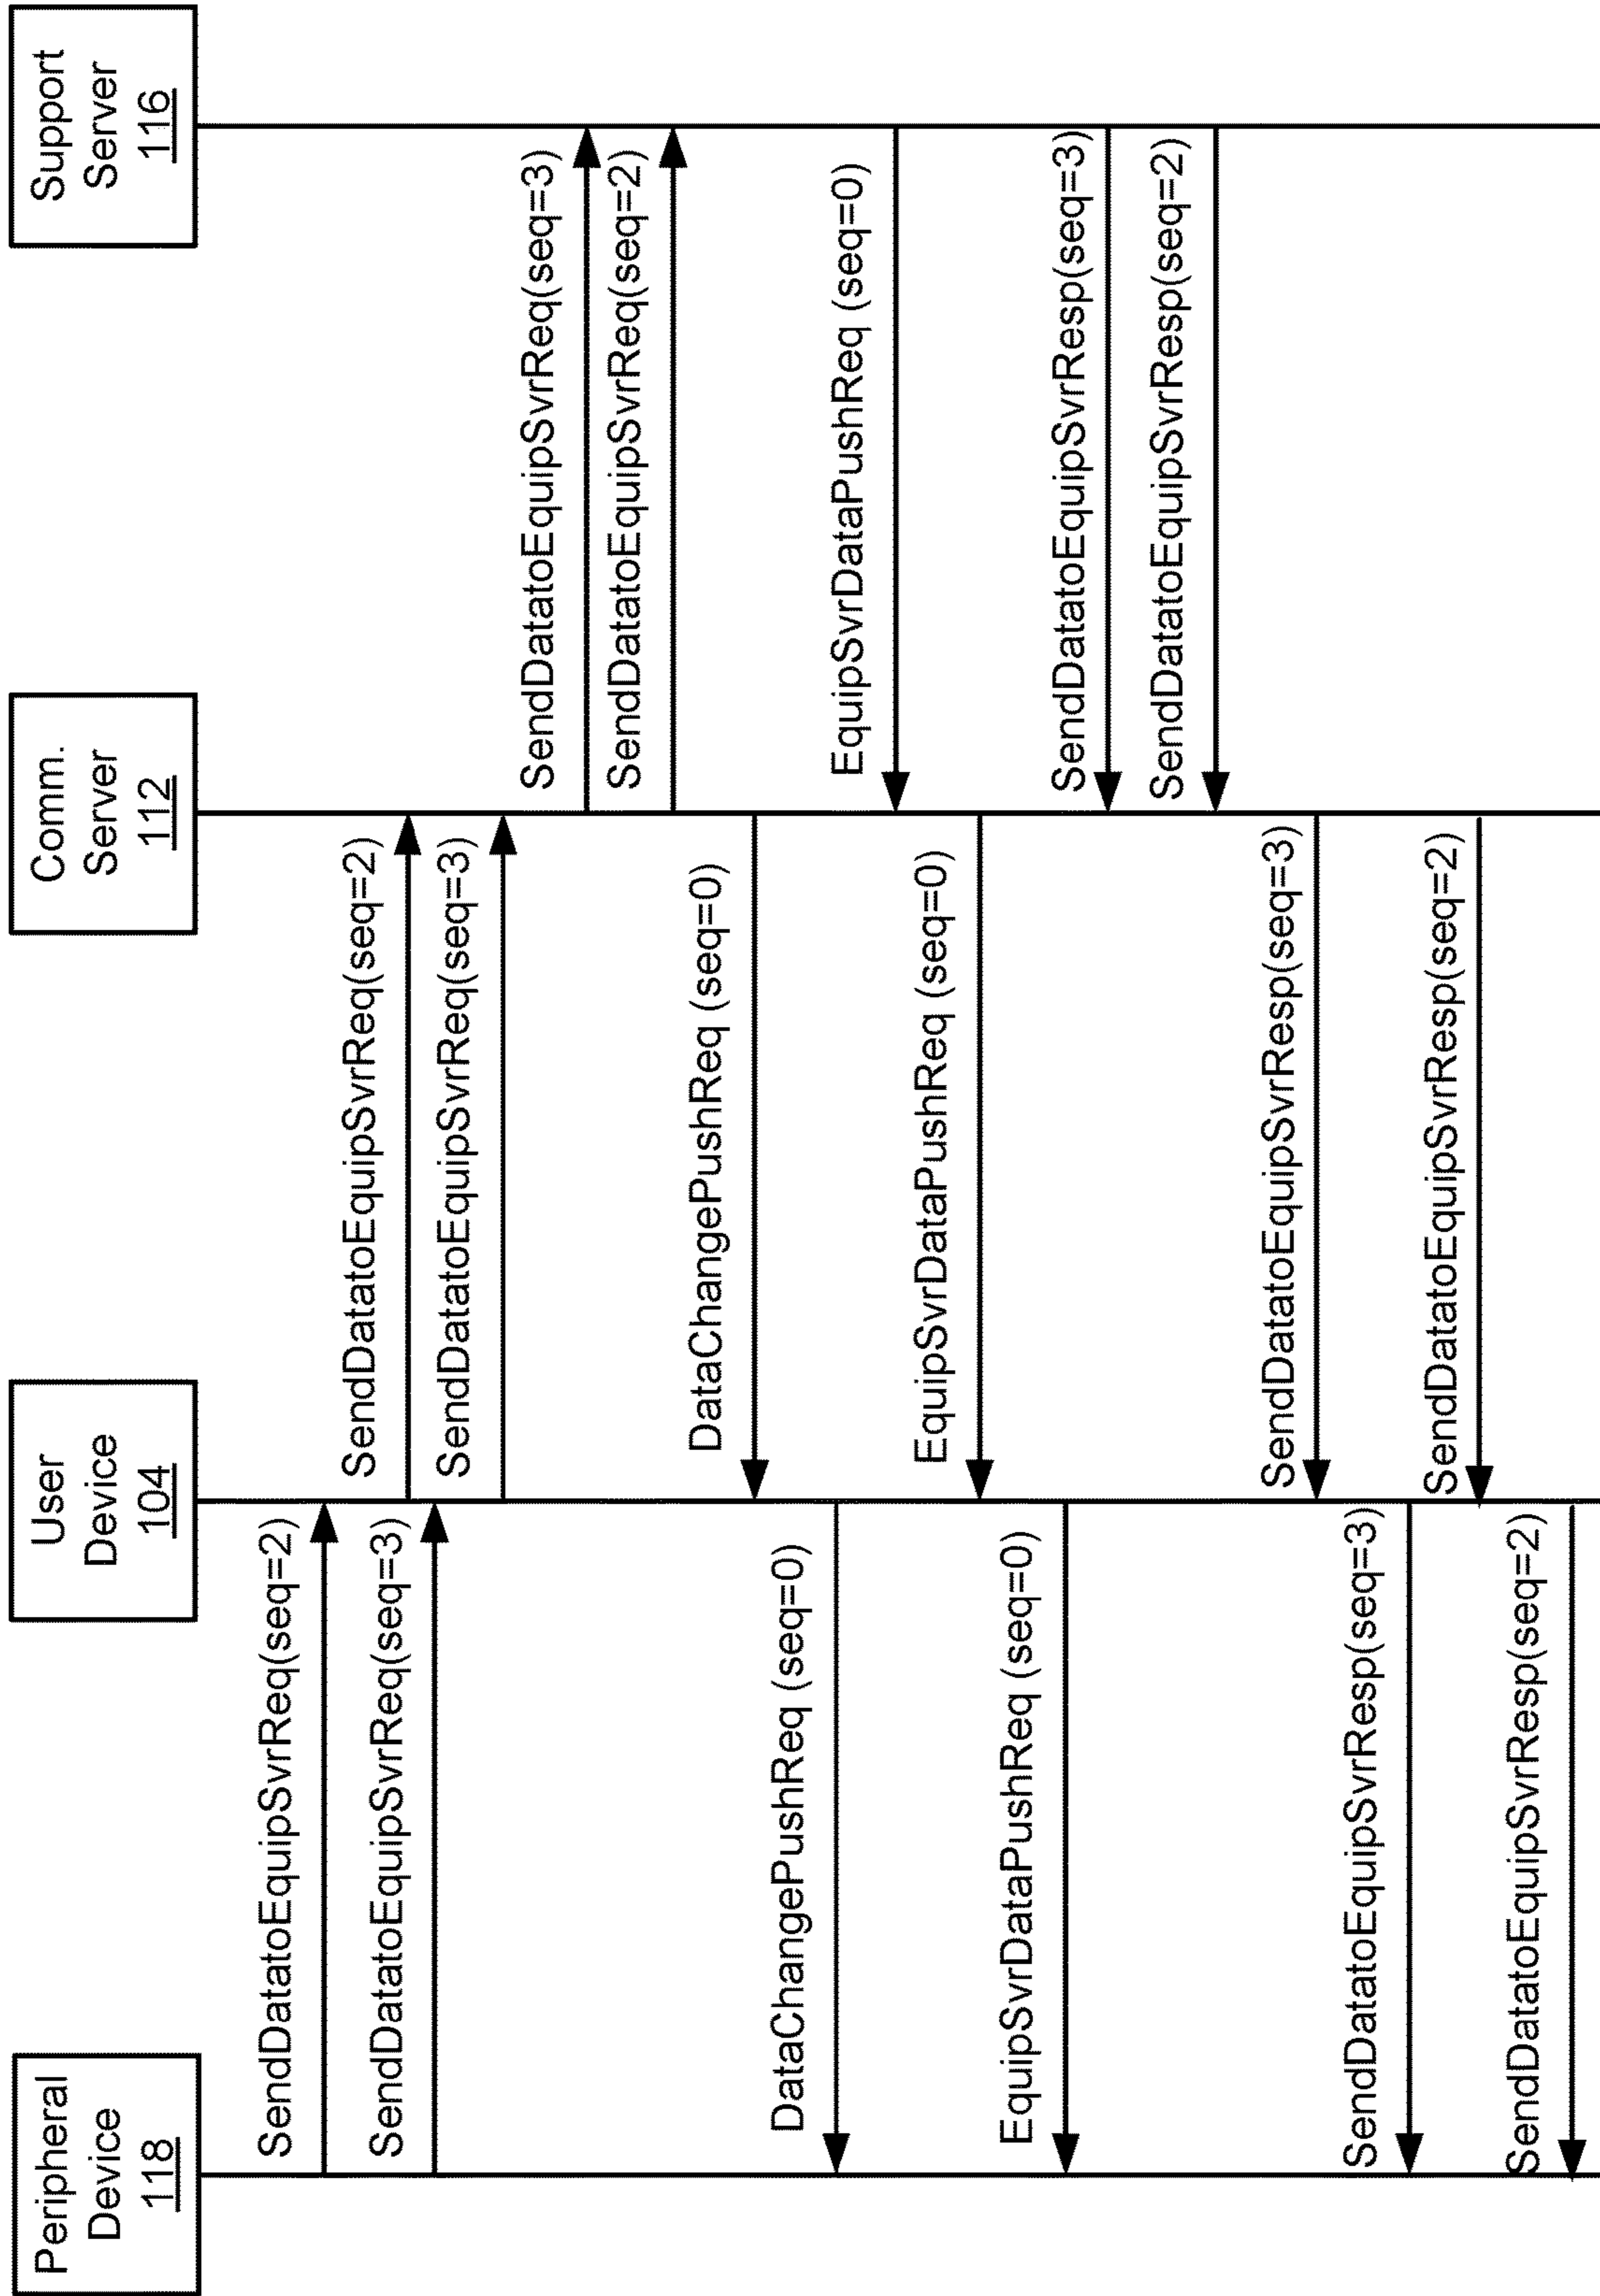 Peripheral
Device
118
User
Device
104
Comm.
Server
112
Support
Server
116
SendDatatoEquipSvrReq(seq=2)
SendDatatoEquipSvrReq(seq=2)
SendDatatoEquipSvrReq(seq=3)
SendDatatoEquipSvrReq(seq=3)
SendDatatoEquipSvrReq(seq=3)
SendDatatoEquipSvrReq(seq=2)
DataChangePushReq (seq=0)
DataChangePushReq (seq=0)
EquipSvrDataPushReq (seq=0)
EquipSvrDataPushReq (seq=0)
EquipSvrDataPushReq (seq=0)
SendDatatoEquipSvrResp(seq=3)
SendDatatoEquipSvrResp(seq=2)
SendDatatoEquipSvrResp(seq=3)
SendDatatoEquipSvrResp(seq=3)
SendDatatoEquipSvrResp(seq=2)
SendDatatoEquipSvrResp(seq=2)